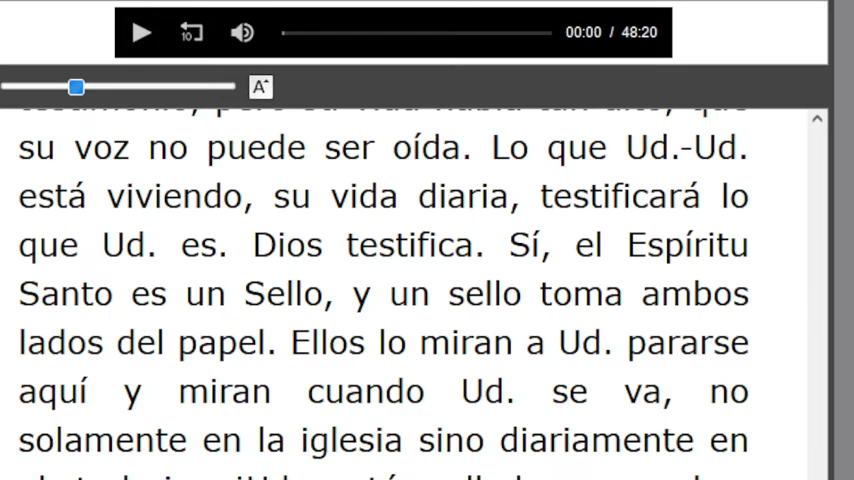 10
00:00 / 48:20
A
su voz no puede ser oída. Lo que Ud.-Ud.
está viviendo, su vida diaria, testificará lo
que Ud. es. Dios testifica. Sí, el Espíritu
Santo es un Sello, y un sello toma ambos
lados del papel. Ellos lo miran a Ud. pararse
aquí y miran cuando Ud. se va, no
solamente en la iglesia sino diariamente en